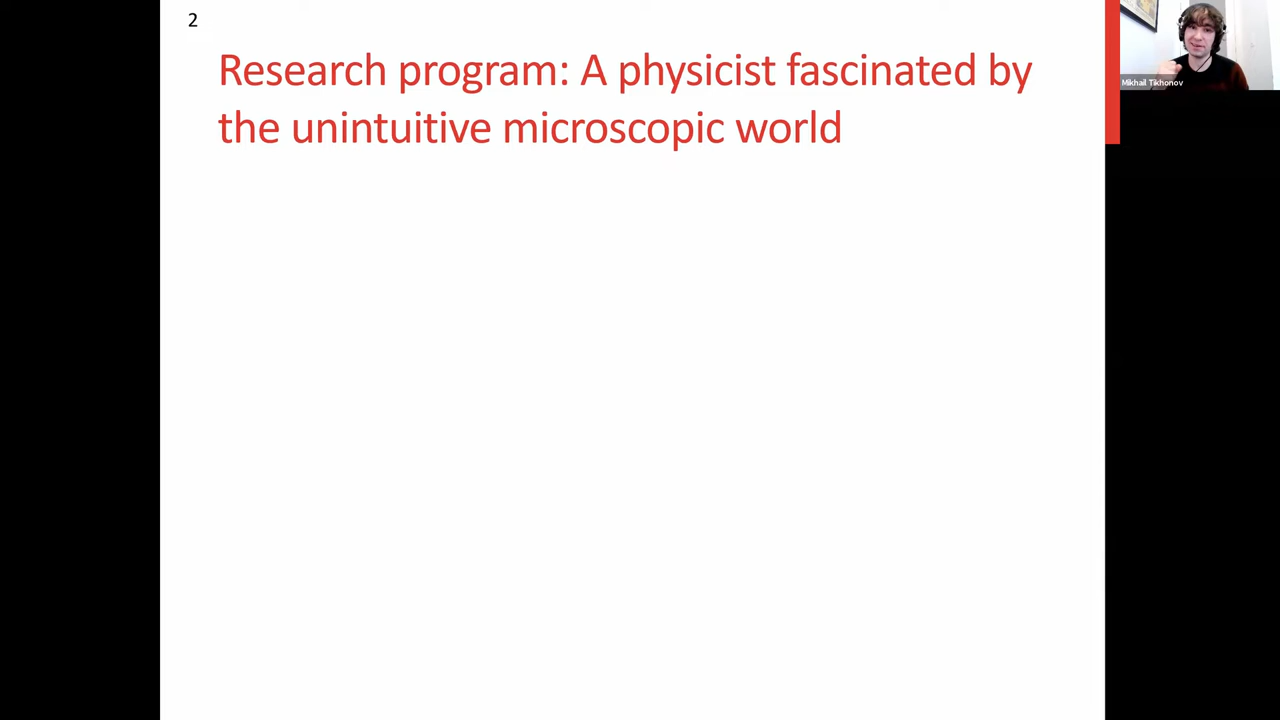 2
Research program: A physicist fascinated by
the unintuitive microscopic world
Mikhail Tikhonov